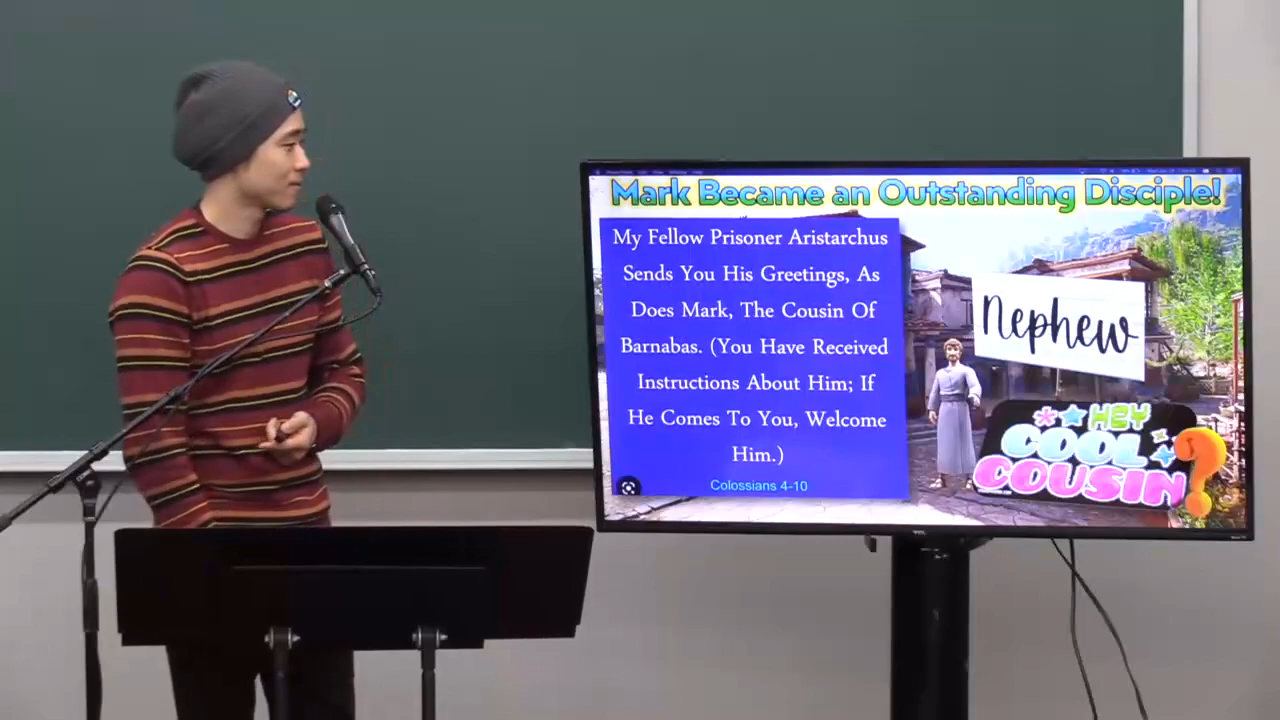 Mark Became an Outstanding Disciple!
My Fellow Prisoner Aristarchus
Sends You His Greetings, As
Does Mark, The Cousin Of
Barnabas. (You Have Received
Instructions About Him; If
He Comes To You, Welcome
Him.)
Colossians 4-10
Nephew
HEY
COOL
COUSIN
?